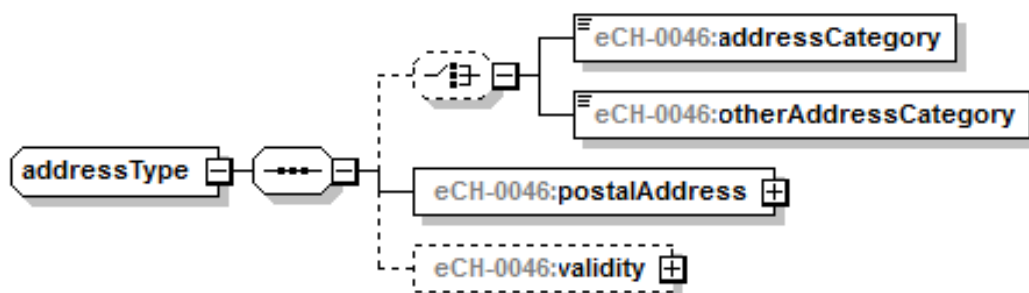 eCH-0046:addressCategory
eCH-0046:otherAddressCategory
addressType
eCH-0046:postalAddress
eCH-0046:validity